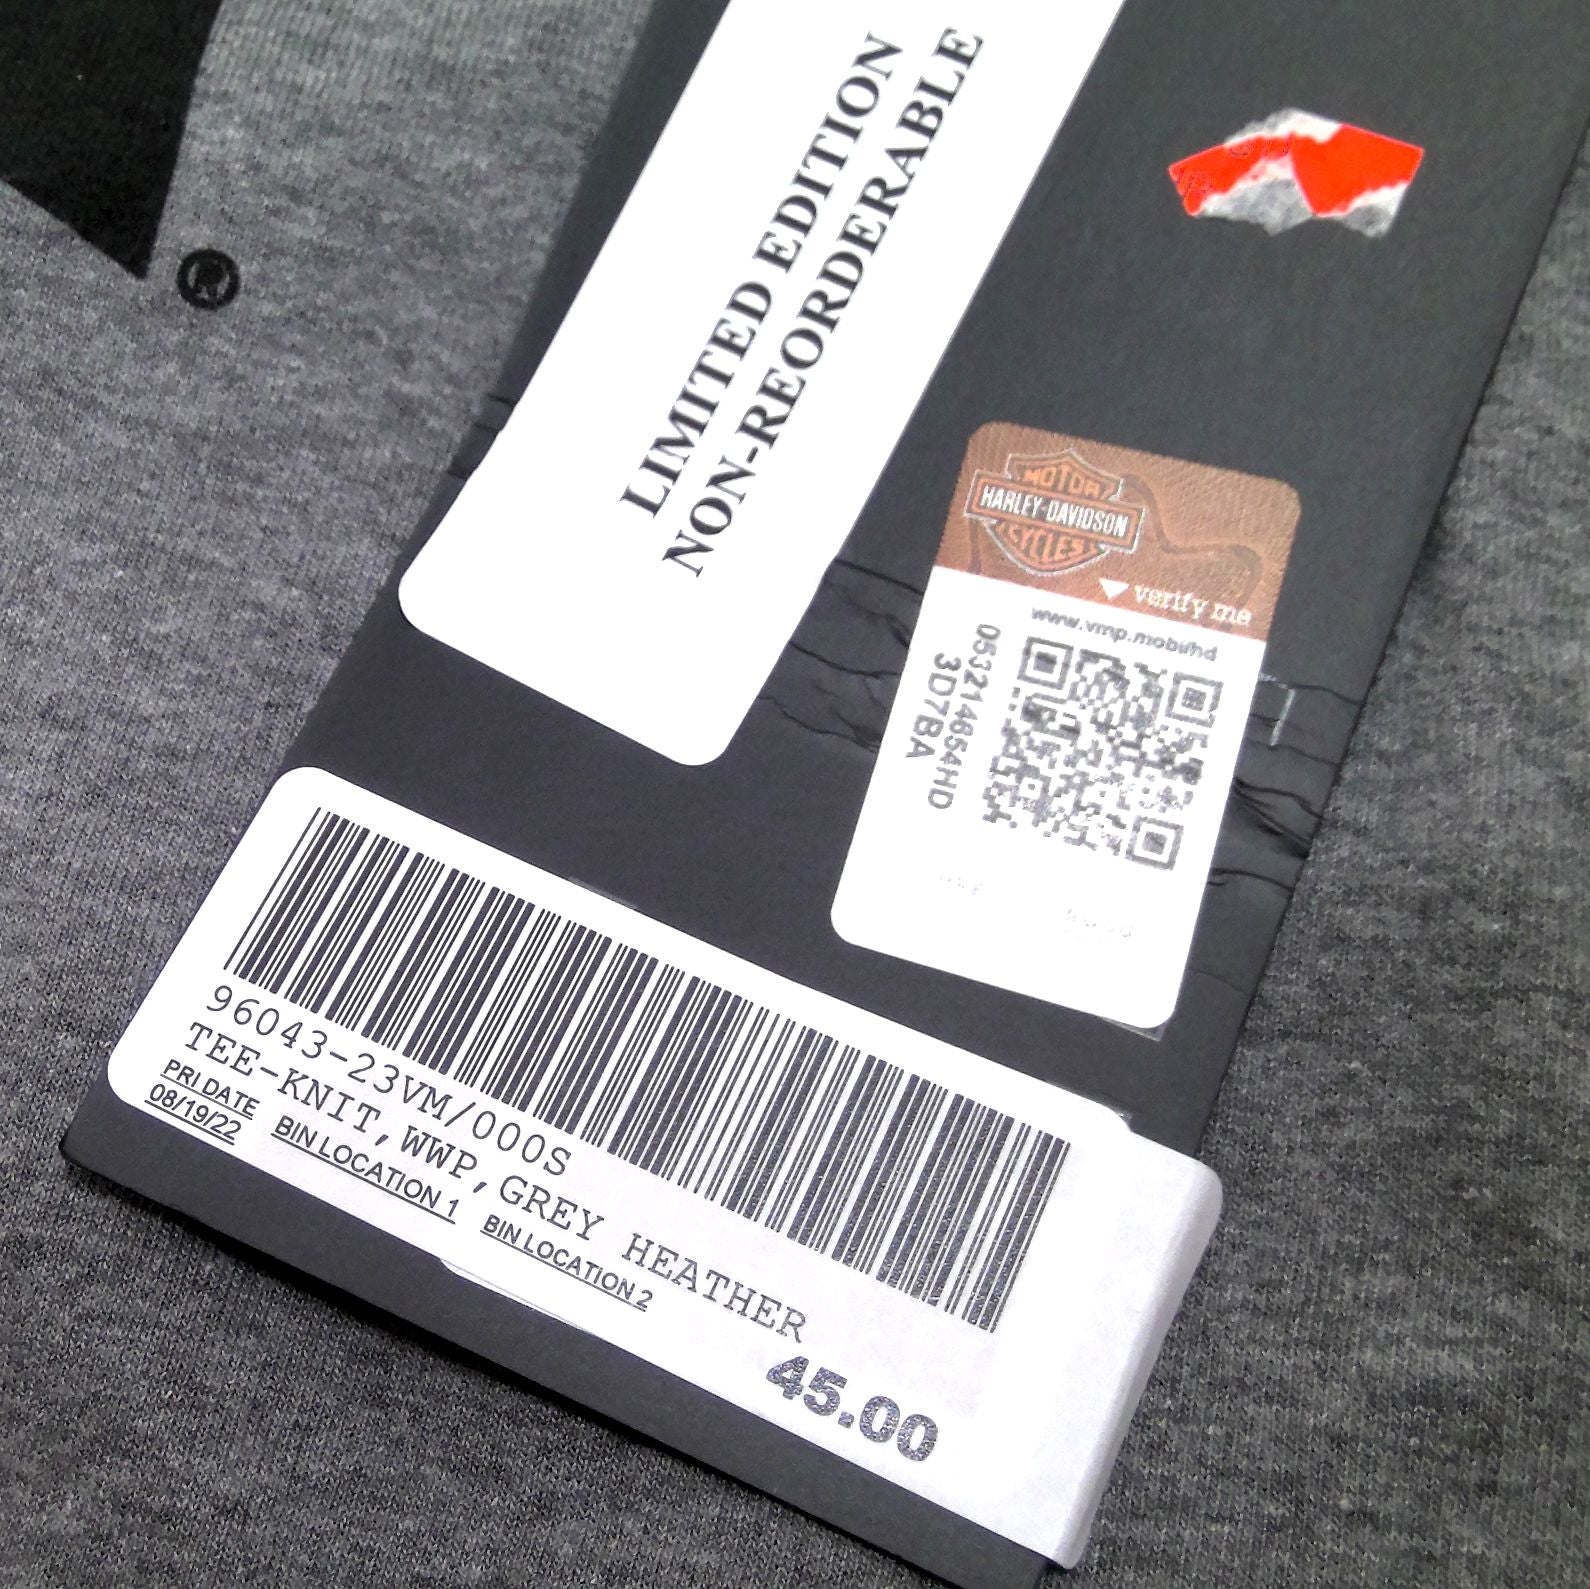 LIMITED EDITION
NON-REORDERABLE
MOTOR
HARLEY-DAVIDSON
CYCLES
verify me
www.vmp.mobi/hd
053214654HD
3D7BA
96043-23VM/000S
TEE-KNIT,WWP,GREY HEATHER
PRI DATE BIN LOCATION 1 BIN LOCATION 2
08/19/22
45.00
®